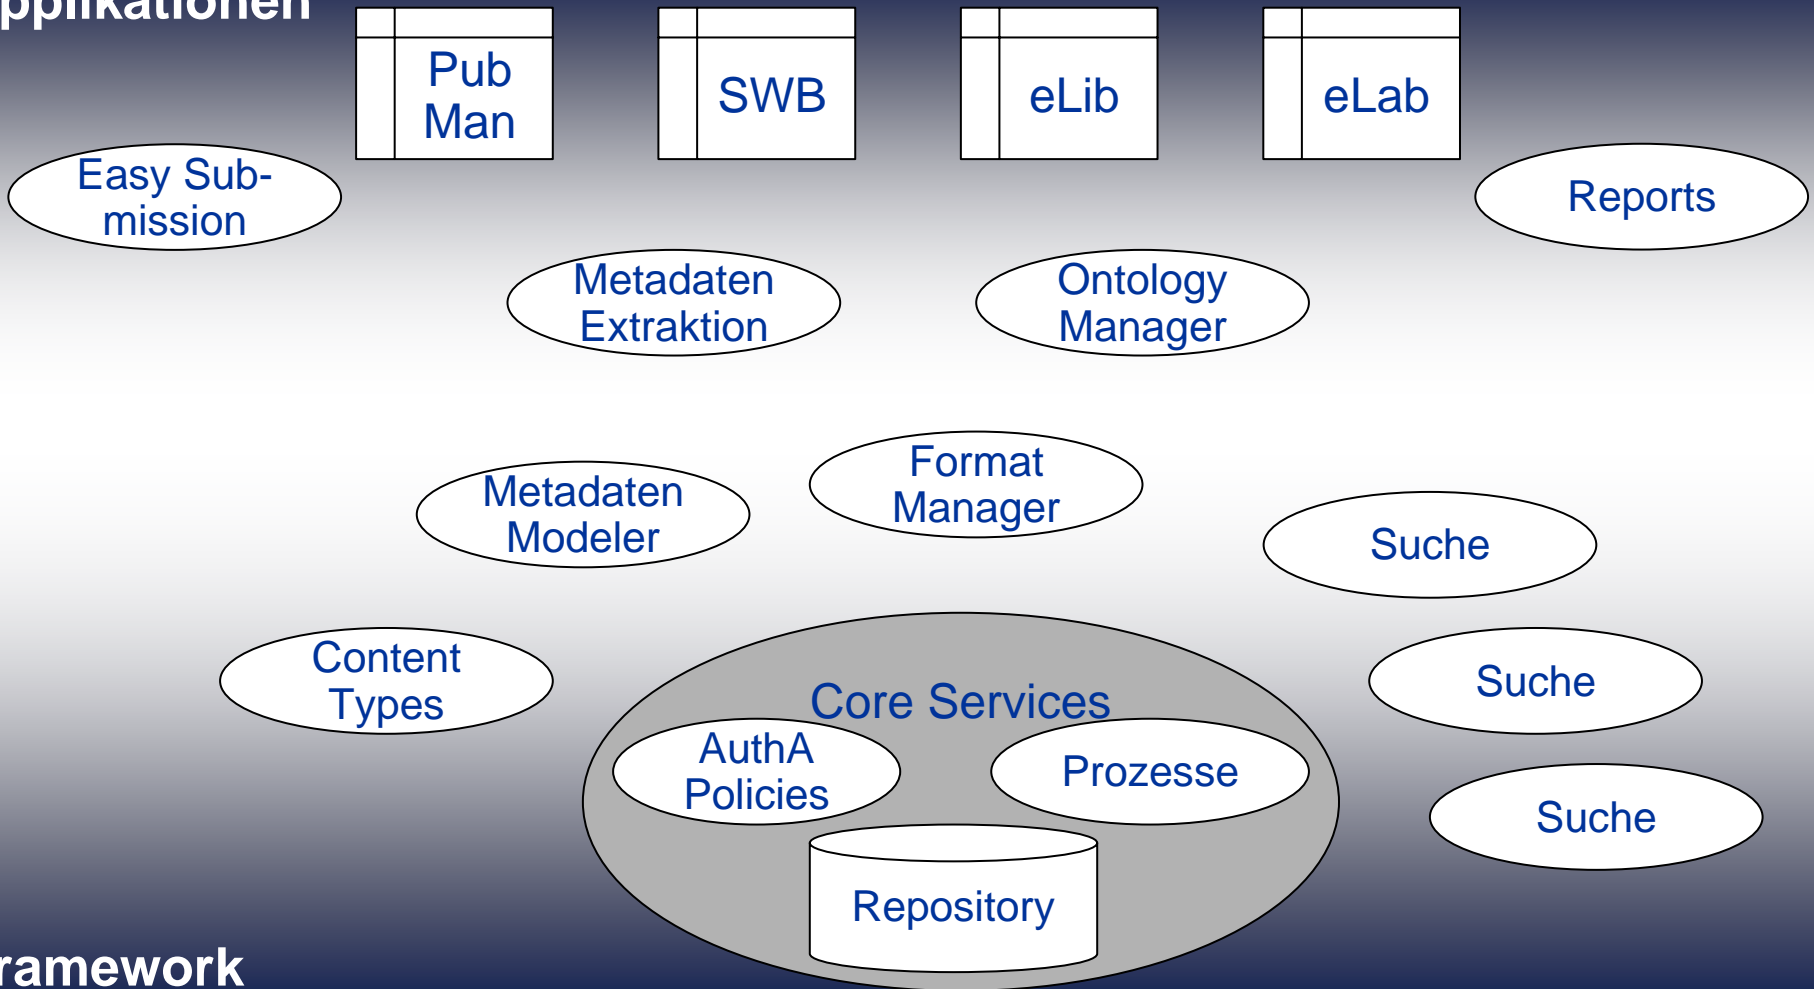 pplikationen
Pub
Man
SWB
eLib
eLab
Easy Sub-
mission
Reports
Metadaten
Extraktion
Ontology
Manager
Format
Manager
Metadaten
Modeler
Suche
Content
Types
Suche
Core Services
AuthA
Policies
Prozesse
Suche
Repository
ramework